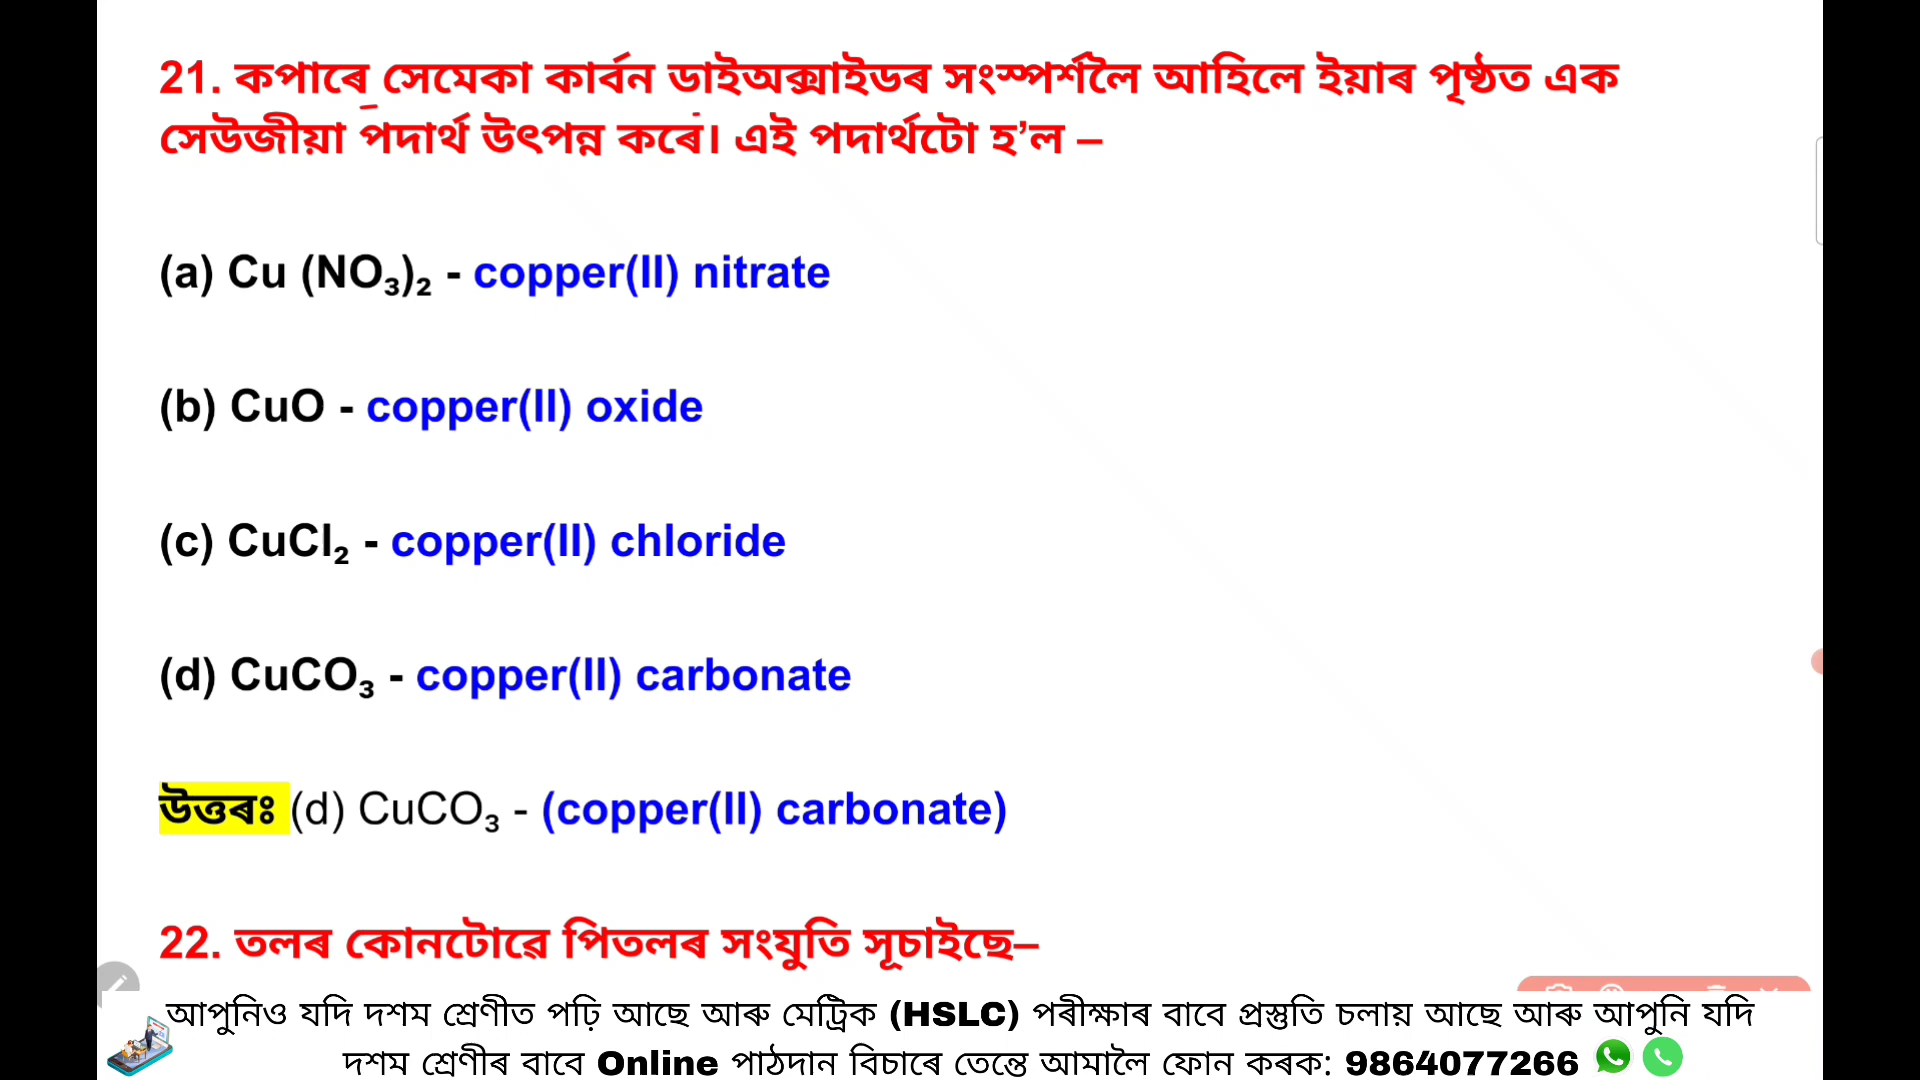 21. কপাৰে সেমেকা কাৰ্বন ডাইঅক্সাইডৰ সংস্পৰ্শলৈ আহিলে ইয়াৰ পৃষ্ঠত এক
সেউজীয়া পদাৰ্থ উৎপন্ন কৰে। এই পদাৰ্থটো হ’ল –
(a) Cu (NO₃)₂ - copper(II) nitrate
(b) CuO - copper(II) oxide
(c) CuCl₂ - copper(II) chloride
(d) CuCO₃ - copper(II) carbonate
উত্তৰঃ (d) CuCO₃ - (copper(II) carbonate)
22. তলৰ কোনটোৱে পিতলৰ সংযুতি সূচাইছে–
আপুনিও যদি দশম শ্ৰেণীত পঢ়ি আছে আৰু মেট্ৰিক (HSLC) পৰীক্ষাৰ বাবে প্ৰস্তুতি চলায় আছে আৰু আপুনি যদি
দশম শ্ৰেণীৰ বাবে Online পাঠদান বিচাৰে তেন্তে আমালৈ ফোন কৰক: 9864077266